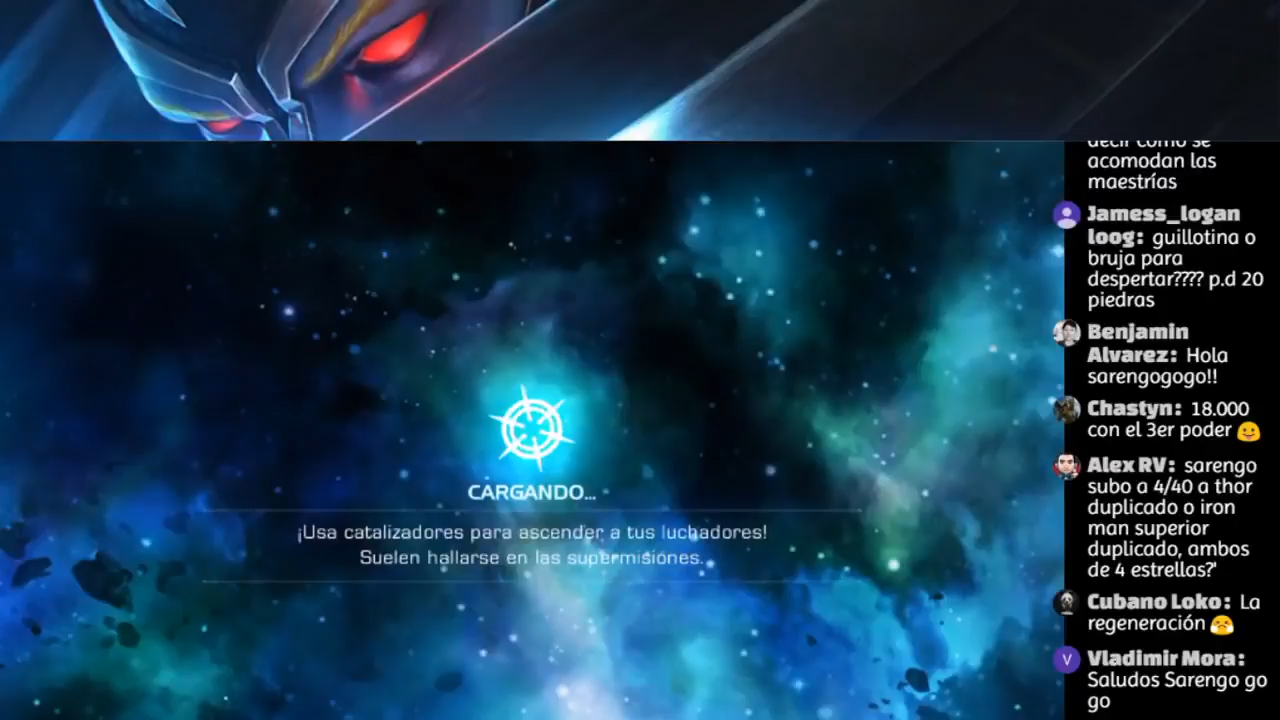 CARGANDO...
¡Usa catalizadores para ascender a tus luchadores!
Suelen hallarse en las supermisiones.
decir como se
acomodan las
maestrías
Jamess_logan
loog: guillotina o
bruja para
despertar???? p.d 20
piedras
Benjamin
Alvarez: Hola
sarengogogo!!
Chastyn: 18.000
con el 3er poder 🙂
Alex RV: sarengo
subo a 4/40 a thor
duplicado o iron
man superior
duplicado, ambos
de 4 estrellas?'
Cubano Loko: La
regeneración 😤
V
Vladimir Mora:
Saludos Sarengo go
go